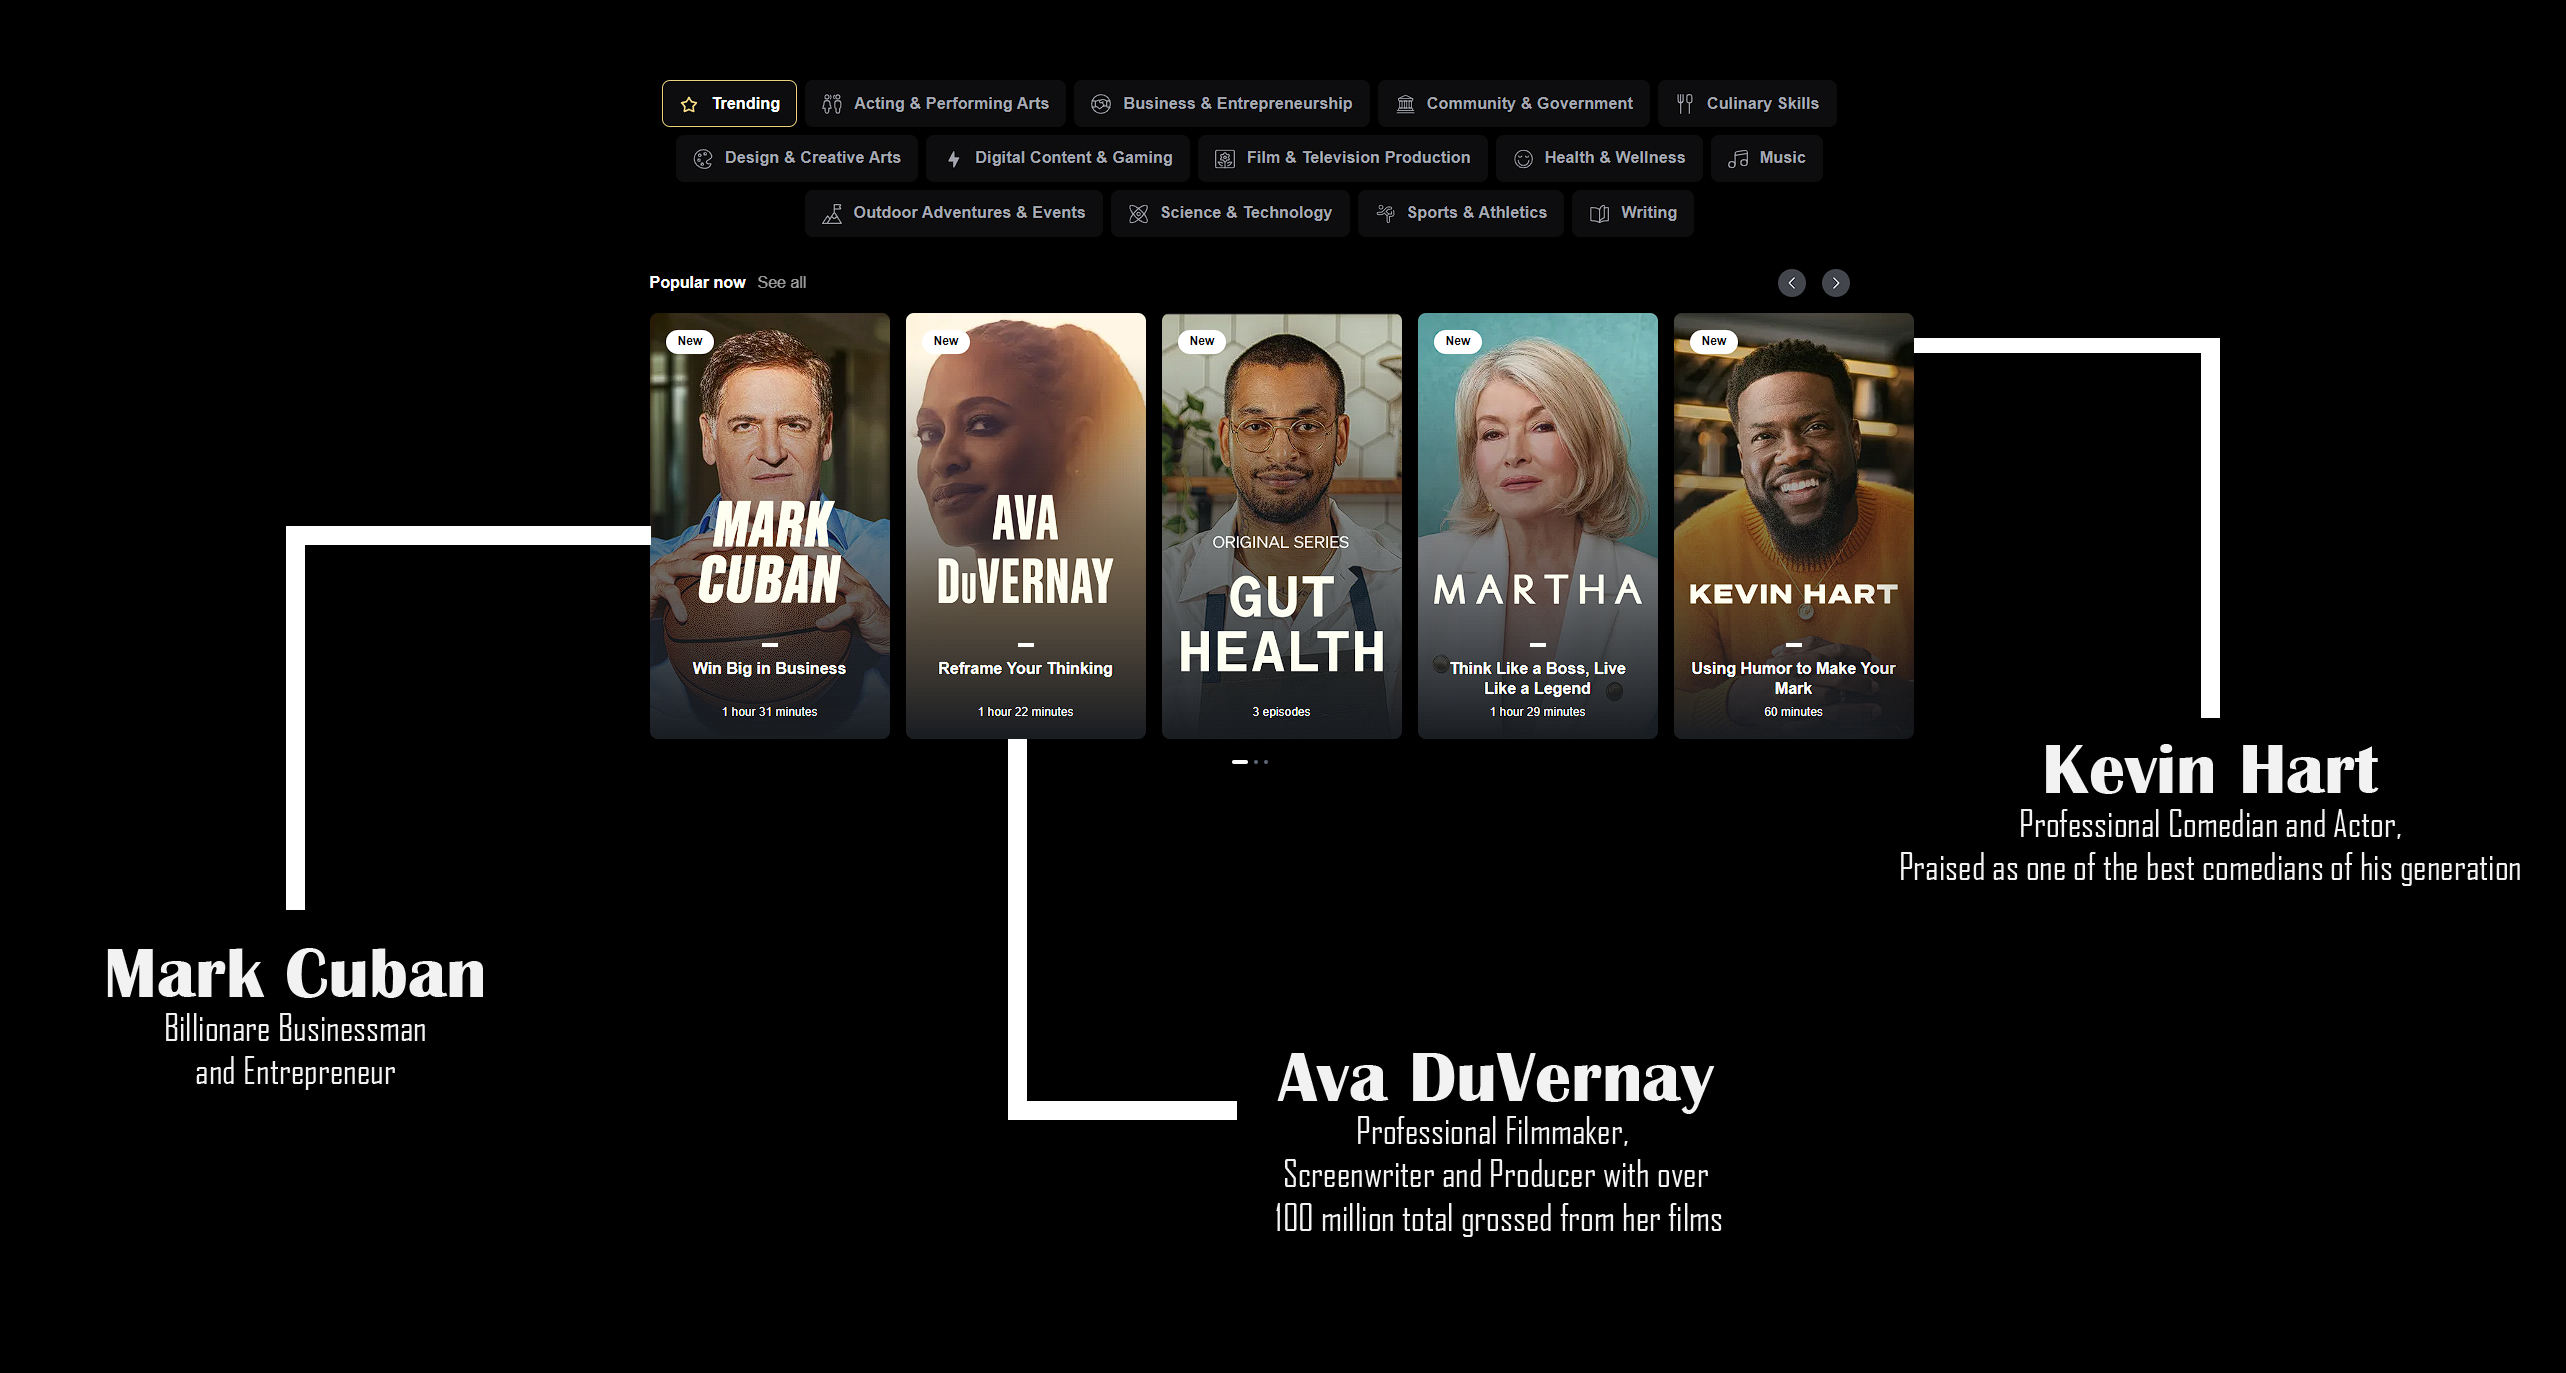 Trending
Acting & Performing Arts
Business & Entrepreneurship
Community & Government
Culinary Skills
Design & Creative Arts
Digital Content & Gaming
Film & Television Production
Health & Wellness
Music
Outdoor Adventures & Events
Science & Technology
Sports & Athletics
Writing
Popular now See all
New
MARK
CUBAN
Win Big in Business
1 hour 31 minutes
New
AVA
DuVERNAY
Reframe Your Thinking
1 hour 22 minutes
New
ORIGINAL SERIES
GUT
HEALTH
3 episodes
New
MARTHA
Think Like a Boss, Live
Like a Legend
1 hour 29 minutes
New
KEVIN HART
Using Humor to Make Your
Mark
60 minutes
Kevin Hart
Professional Comedian and Actor,
Praised as one of the best comedians of his generation
Mark Cuban
Billionare Businessman
and Entrepreneur
Ava DuVernay
Professional Filmmaker,
Screenwriter and Producer with over
100 million total grossed from her films